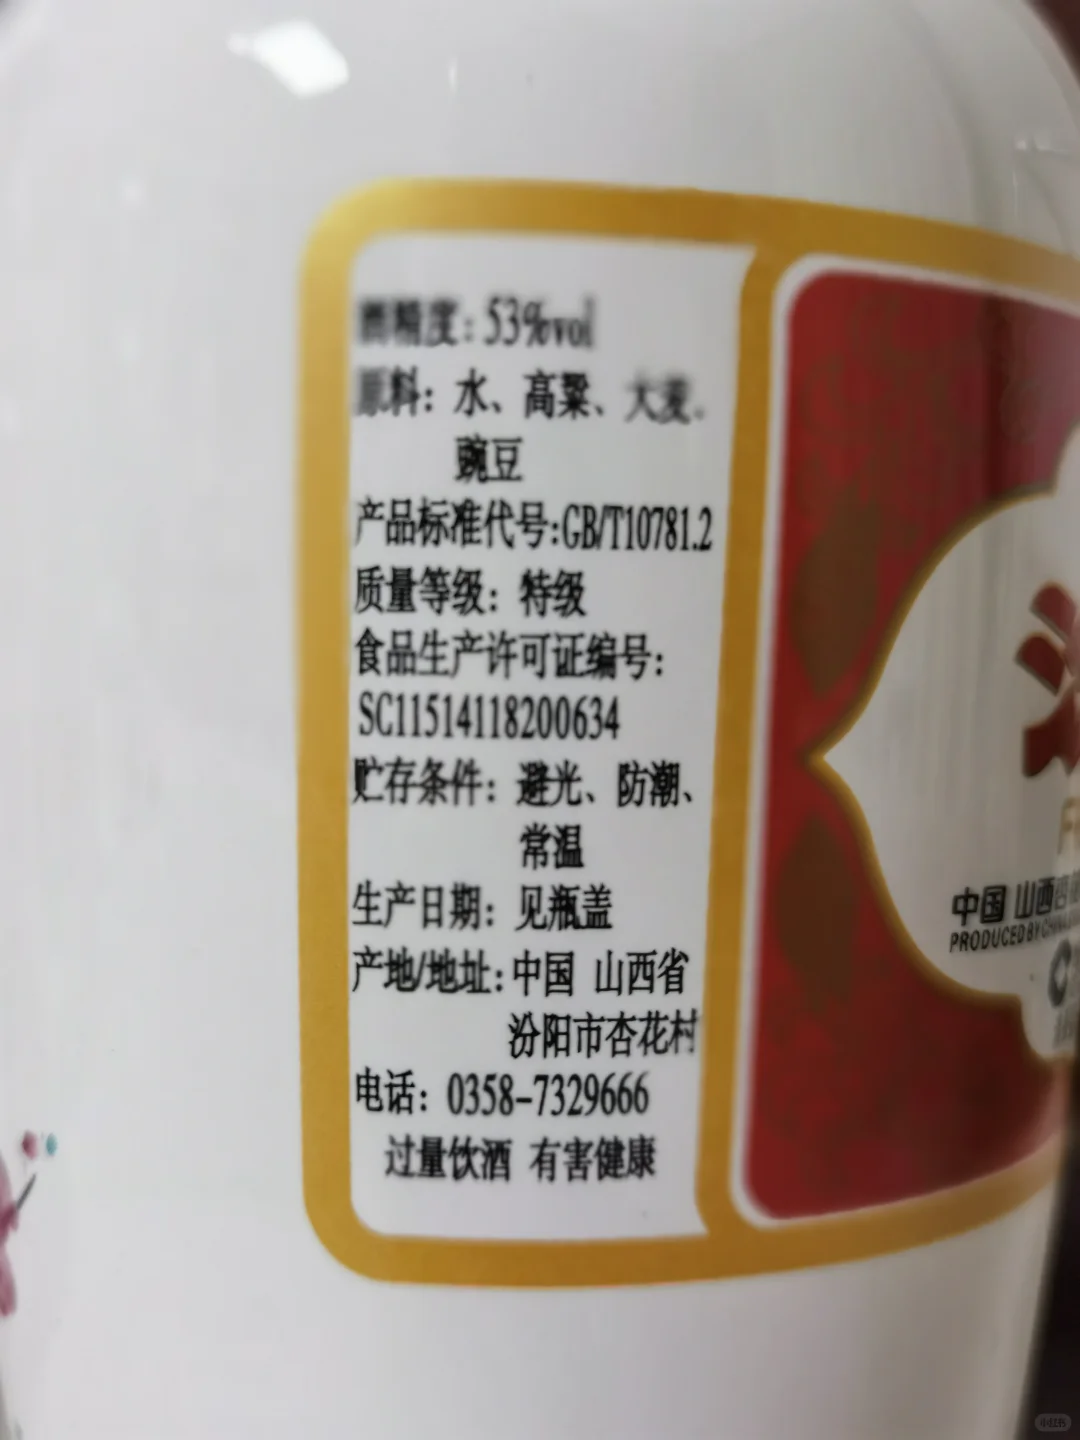 酒精度：53%vol
原料：水、高粱、大麦、
豌豆
产品标准代号:GB/T10781.2
质量等级：特级
食品生产许可证编号：
SC11514118200634
贮存条件：避光、防潮、
常温
生产日期：见瓶盖
产地/地址：中国 山西省
汾阳市杏花村
电话：0358-7329666
过量饮酒 有害健康
中国 山西
PRODUCED BY CHINA
小红书